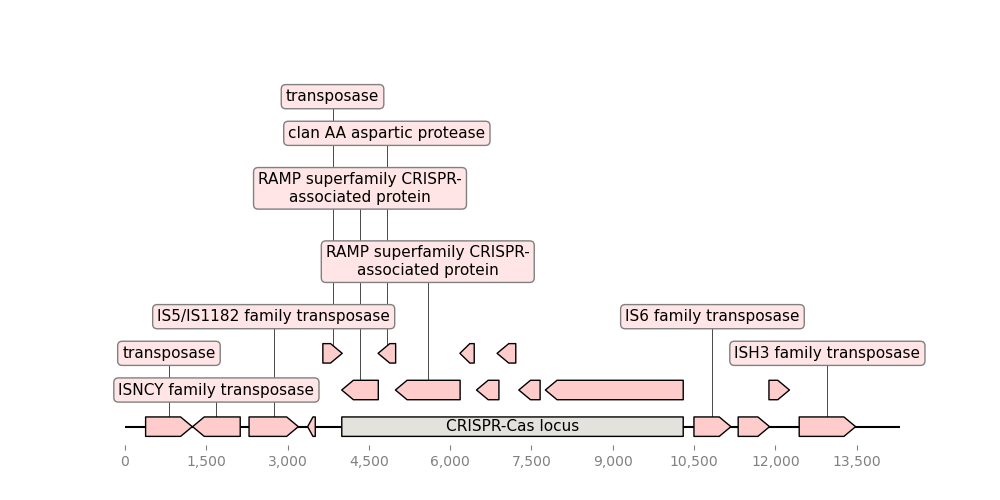 transposase
clan AA aspartic protease
RAMP superfamily CRISPR-
associated protein
RAMP superfamily CRISPR-
associated protein
IS5/IS1182 family transposase
IS6 family transposase
transposase
ISH3 family transposase
ISNCY family transposase
CRISPR-Cas locus
0 1,500 3,000 4,500 6,000 7,500 9,000 10,500 12,000 13,500